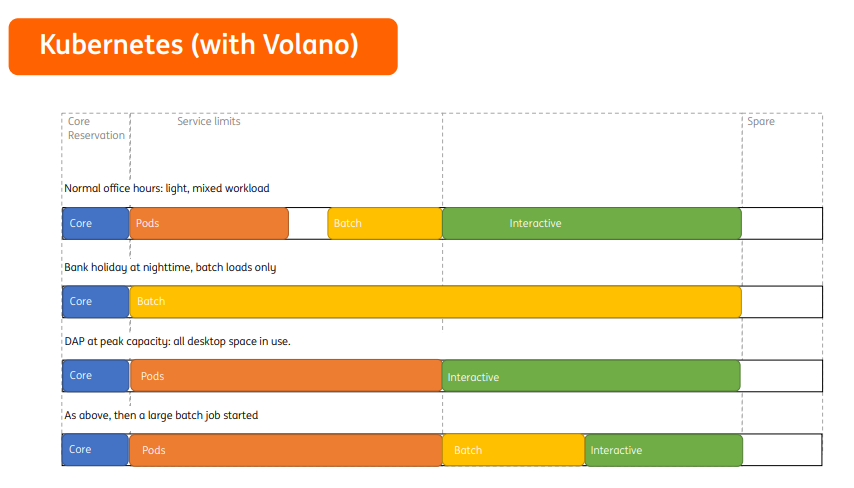 Kubernetes (with Volano)
Core
Reservation
Service limits
Spare
Normal office hours: light, mixed workload
Core
Pods
Batch
Interactive
Bank holiday at nighttime, batch loads only
Core
Batch
DAP at peak capacity: all desktop space in use.
Core
Pods
Interactive
As above, then a large batch job started
Core
Pods
Batch
Interactive